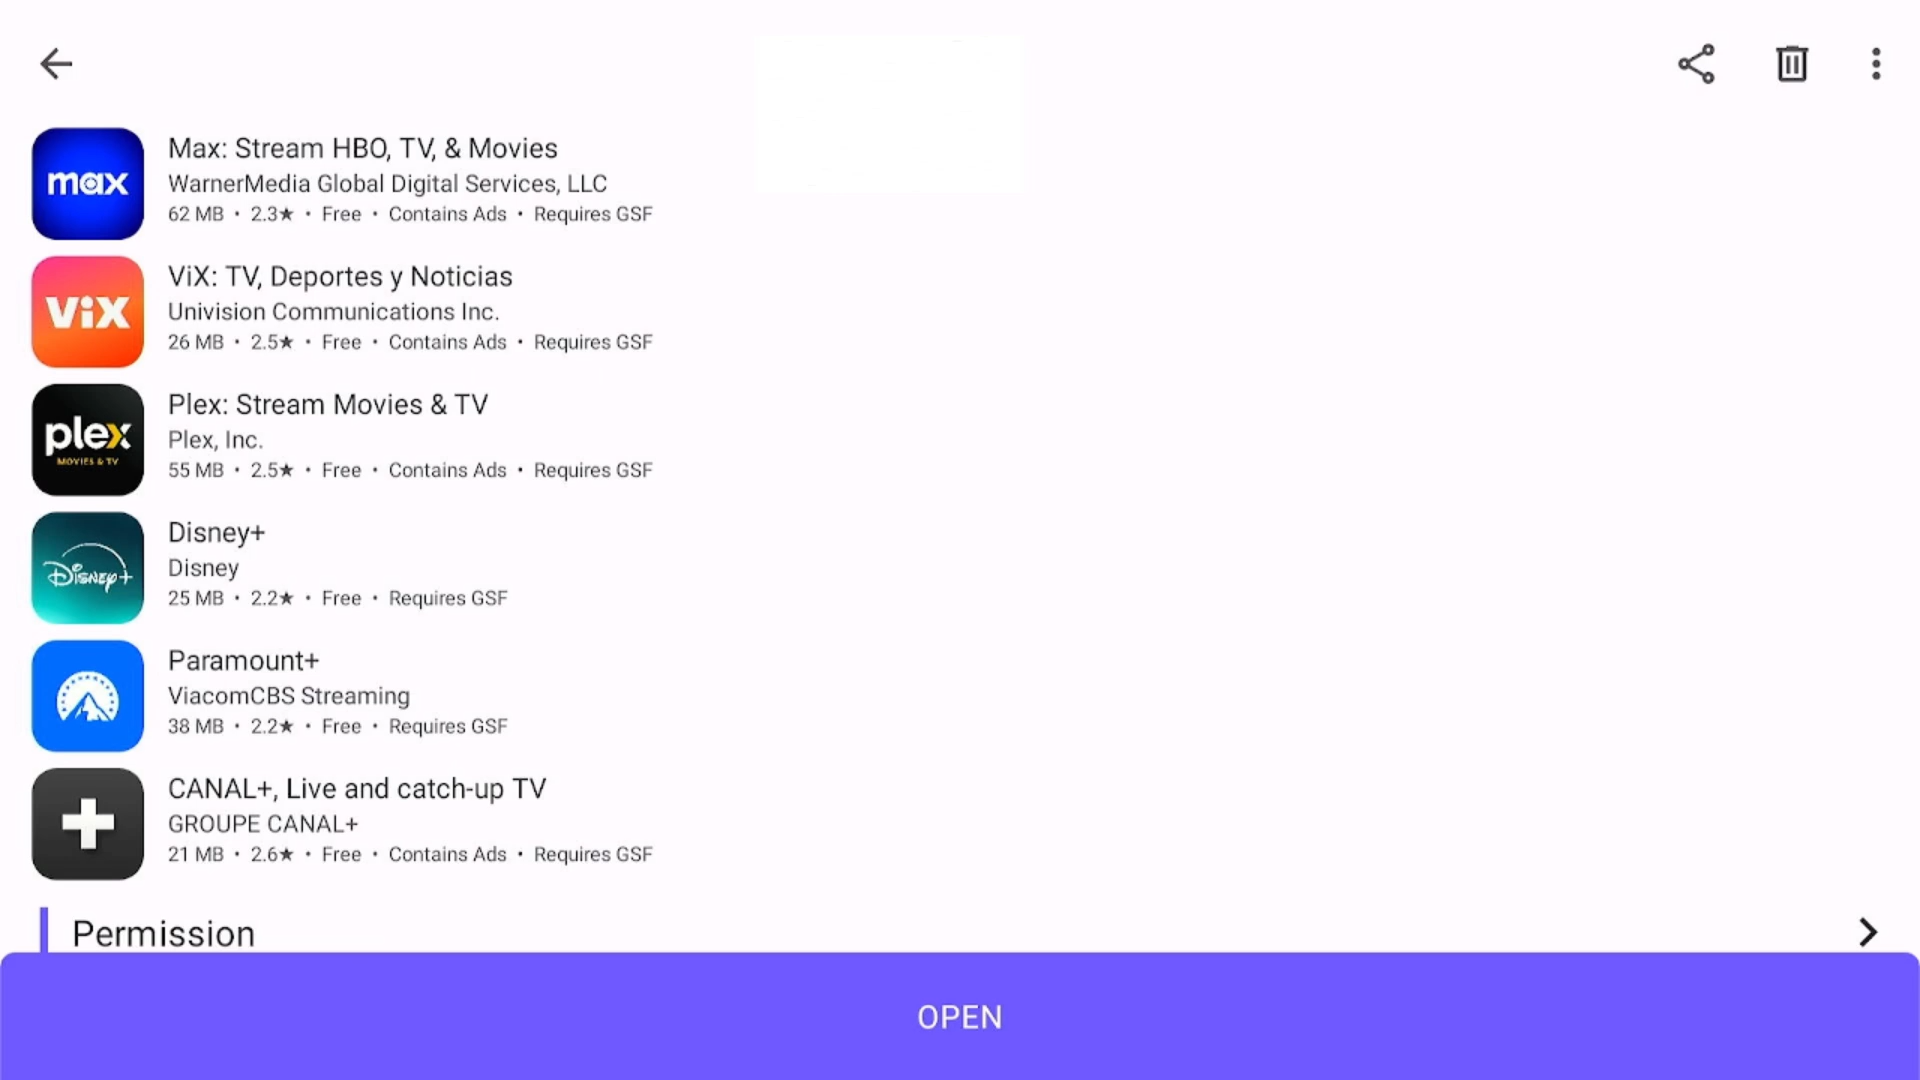 max
Max: Stream HBO, TV, & Movies
WarnerMedia Global Digital Services, LLC
62 MB • 2.3★ • Free • Contains Ads • Requires GSF
ViX
ViX: TV, Deportes y Noticias
Univision Communications Inc.
26 MB • 2.5★ • Free • Contains Ads • Requires GSF
plex
MOVIES & TV
Plex: Stream Movies & TV
Plex, Inc.
55 MB • 2.5★ • Free • Contains Ads • Requires GSF
Disney+
Disney+
Disney
25 MB • 2.2★ • Free • Requires GSF
Paramount+
ViacomCBS Streaming
38 MB • 2.2★ • Free • Requires GSF
CANAL+, Live and catch-up TV
GROUPE CANAL+
21 MB • 2.6★ • Free • Contains Ads • Requires GSF
Permission
OPEN